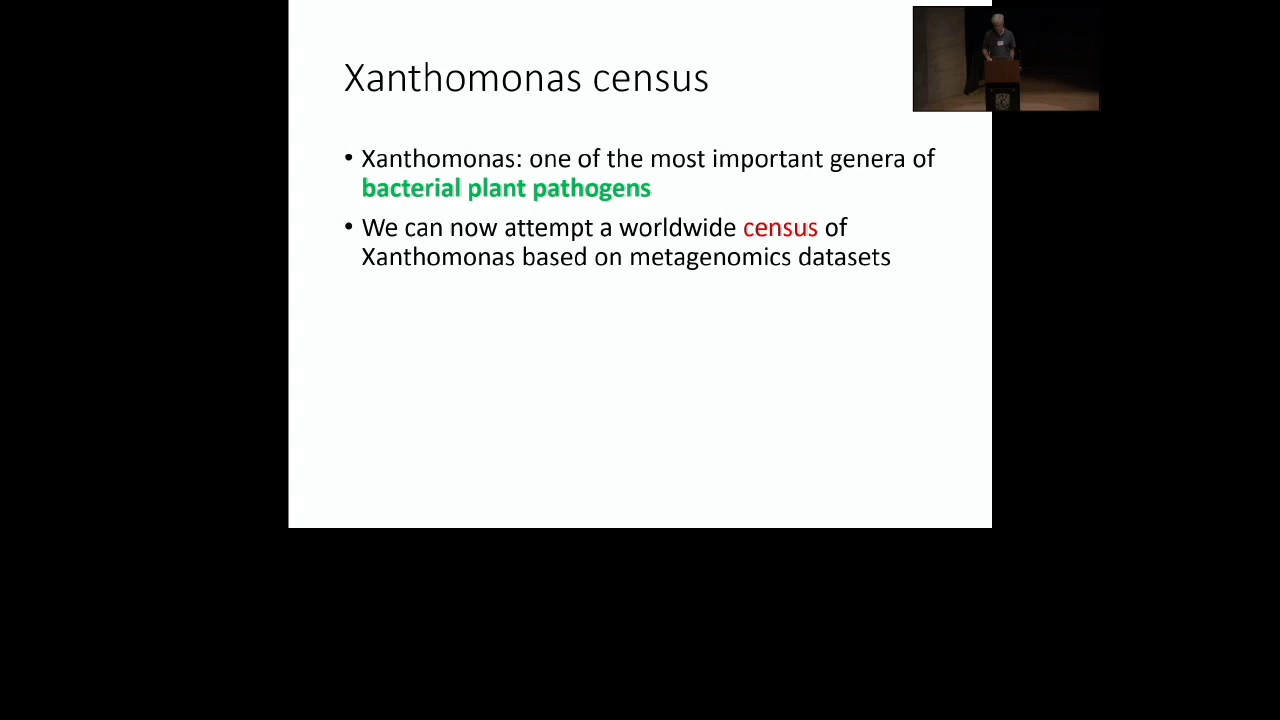 Xanthomonas census
• Xanthomonas: one of the most important genera of
bacterial plant pathogens
• We can now attempt a worldwide census of
Xanthomonas based on metagenomics datasets